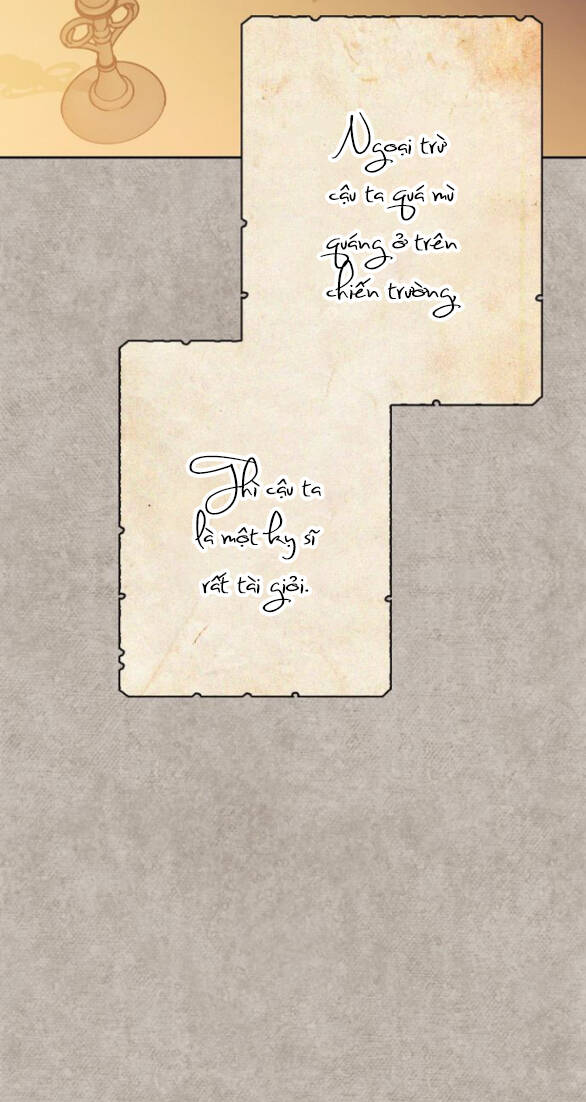 Ngoại trừ
cậu ta quá mù
quáng ở trên
chiến trường,
Thì cậu ta
là một kỵ sĩ
rất tài giỏi.